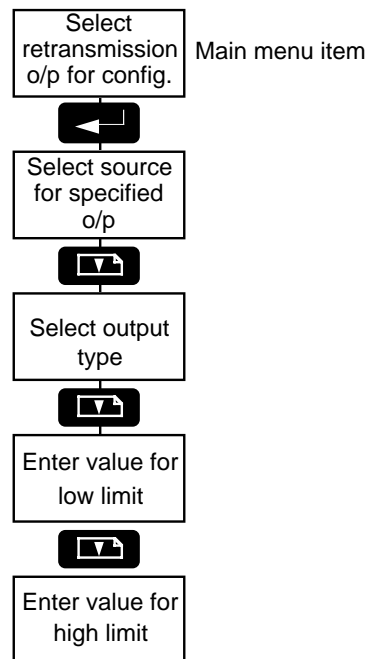 Select
retransmission
o/p for config.
Main menu item
Select source
for specified
o/p
Select output
type
Enter value for
low limit
Enter value for
high limit